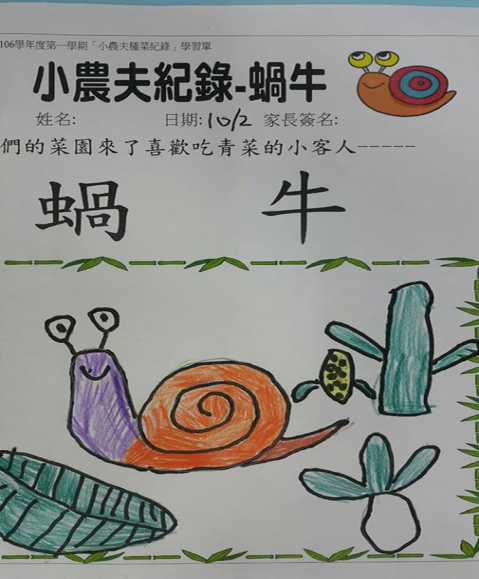 106學年度第一學期「小農夫種菜紀錄」學習單
小農夫紀錄-蝸牛
姓名: 日期: 10/2 家長簽名:
們的菜園來了喜歡吃青菜的小客人-----
蝸 牛